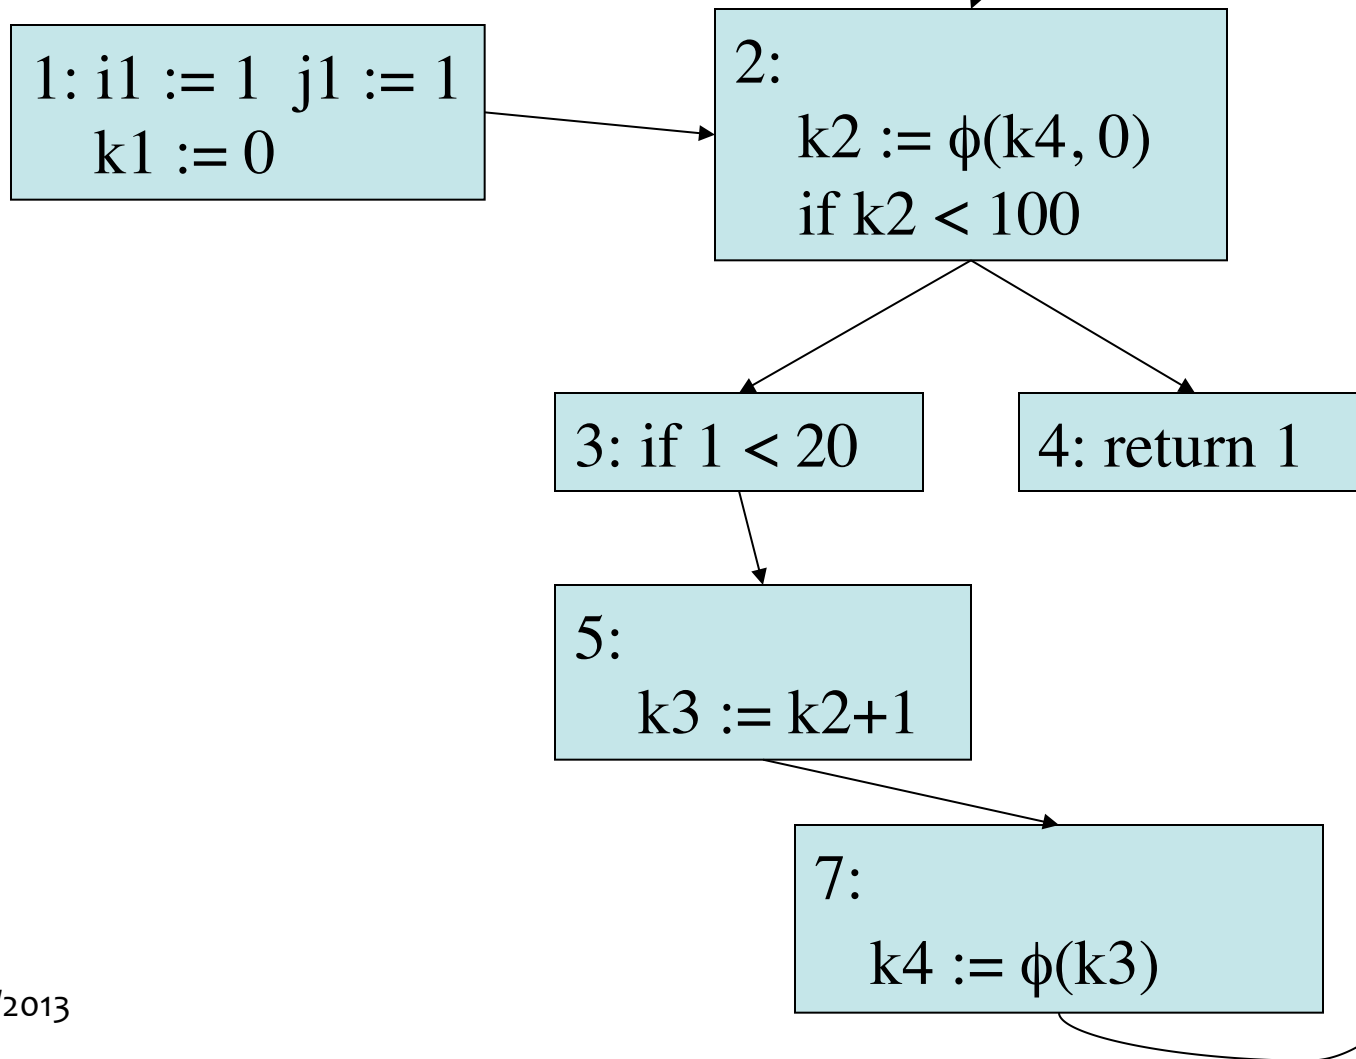 1: i1 := 1 j1 := 1
k1 := 0
2:
k2 := ϕ(k4, 0)
if k2 < 100
3: if 1 < 20
4: return 1
5:
k3 := k2+1
7:
k4 := ϕ(k3)
/2013